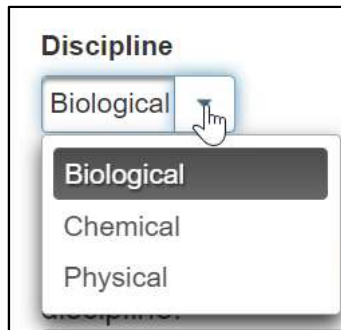 Discipline
Biological
Biological
Chemical
Physical
discipline.